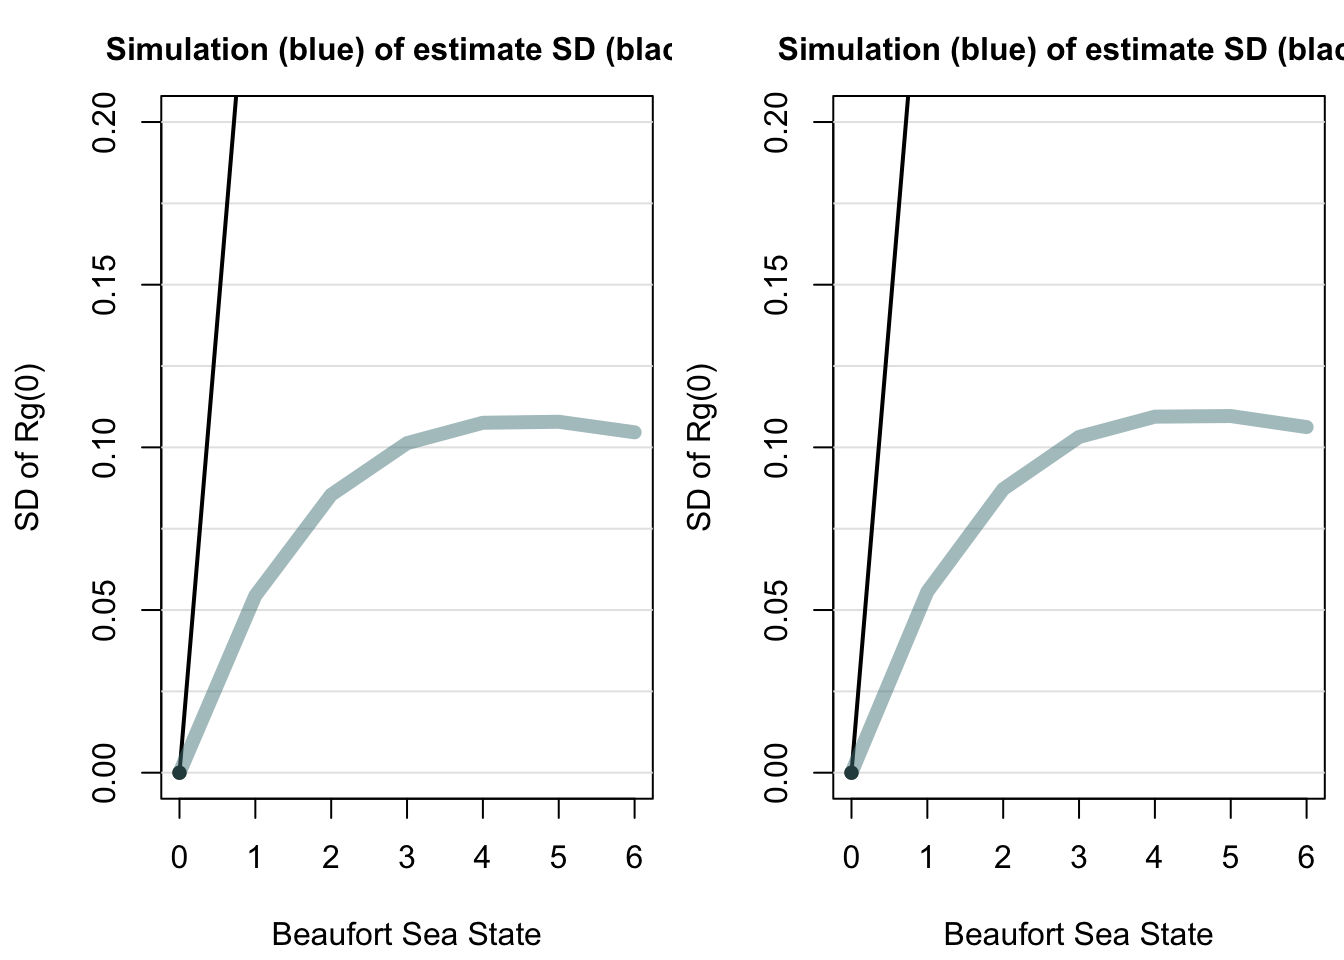 Simulation (blue) of estimate SD (blac
SD of Rg(0)
0.20
0.15
0.10
0.05
0.00
0 1 2 3 4 5 6
Beaufort Sea State
Simulation (blue) of estimate SD (blac
SD of Rg(0)
0.20
0.15
0.10
0.05
0.00
0 1 2 3 4 5 6
Beaufort Sea State